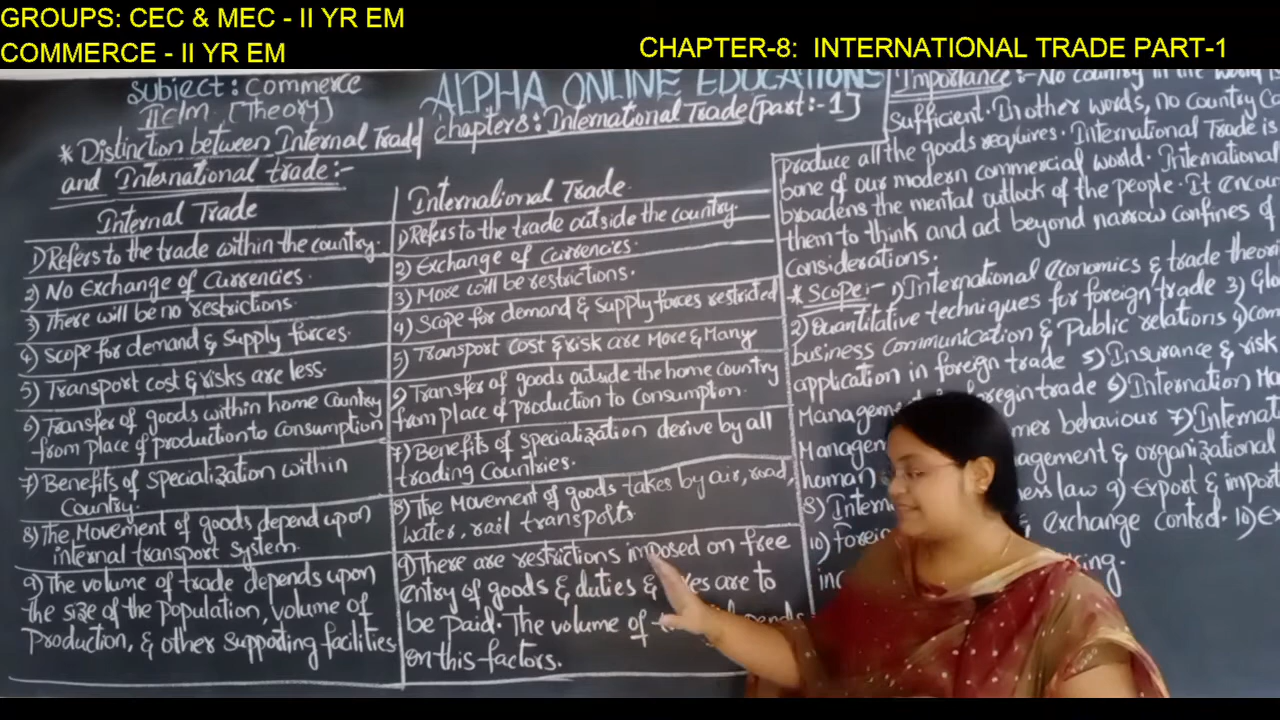 GROUPS: CEC & MEC - II YR EM
COMMERCE - II YR EM
CHAPTER-8: INTERNATIONAL TRADE PART-1
Subject: Commerce
II E/m. [Theory]
ALPHA ONLINE EDUCATIONS
Chapter 8: International Trade [Part:-1]
* Distinction between Internal Trade
and International trade:-
Internal Trade
1) Refers to the trade within the country.
2) No Exchange of Currencies.
3) There will be no restrictions.
4) Scope for demand & Supply forces.
5) Transport cost & risks are less.
6) Transfer of goods within home Country
from place of production to Consumption
7) Benefits of Specialization within
Country.
8) The Movement of goods depend upon
internal transport System.
9) The volume of trade depends upon
the size of the Population, volume of
Production, & other Supporting facilities
International Trade
1) Refers to the trade outside the country.
2) Exchange of Currencies.
3) More will be restrictions.
4) Scope for demand & Supply forces restricted
5) Transport cost & risk are More & Many
6) Transfer of goods outside the home country
from place of Production to Consumption.
7) Benefits of Specialization derive by all
trading Countries.
8) The Movement of goods takes by air, road,
water, rail transports.
9) There are restrictions imposed on free
entry of goods & duties & are to
be Paid. The volume of
on this factors.
Importance:- No country in the world
Sufficient. In other words, no country
Produce all the goods requires. International Trade is
bone of our modern commercial world. International
broadens the mental outlock of the people. It
them to think and act beyond narrow confines of
Considerations.
* Scope:- 1) International Economics & trade
2) Quantitative techniques for foreign trade 3)
business Communication & Public relations 4)
application in foreign trade 5) Insurance & risk
trade 6) Internation
behaviour 7)
& organizational
human law 9) Export & import
8) exchange Control. 10)
10)